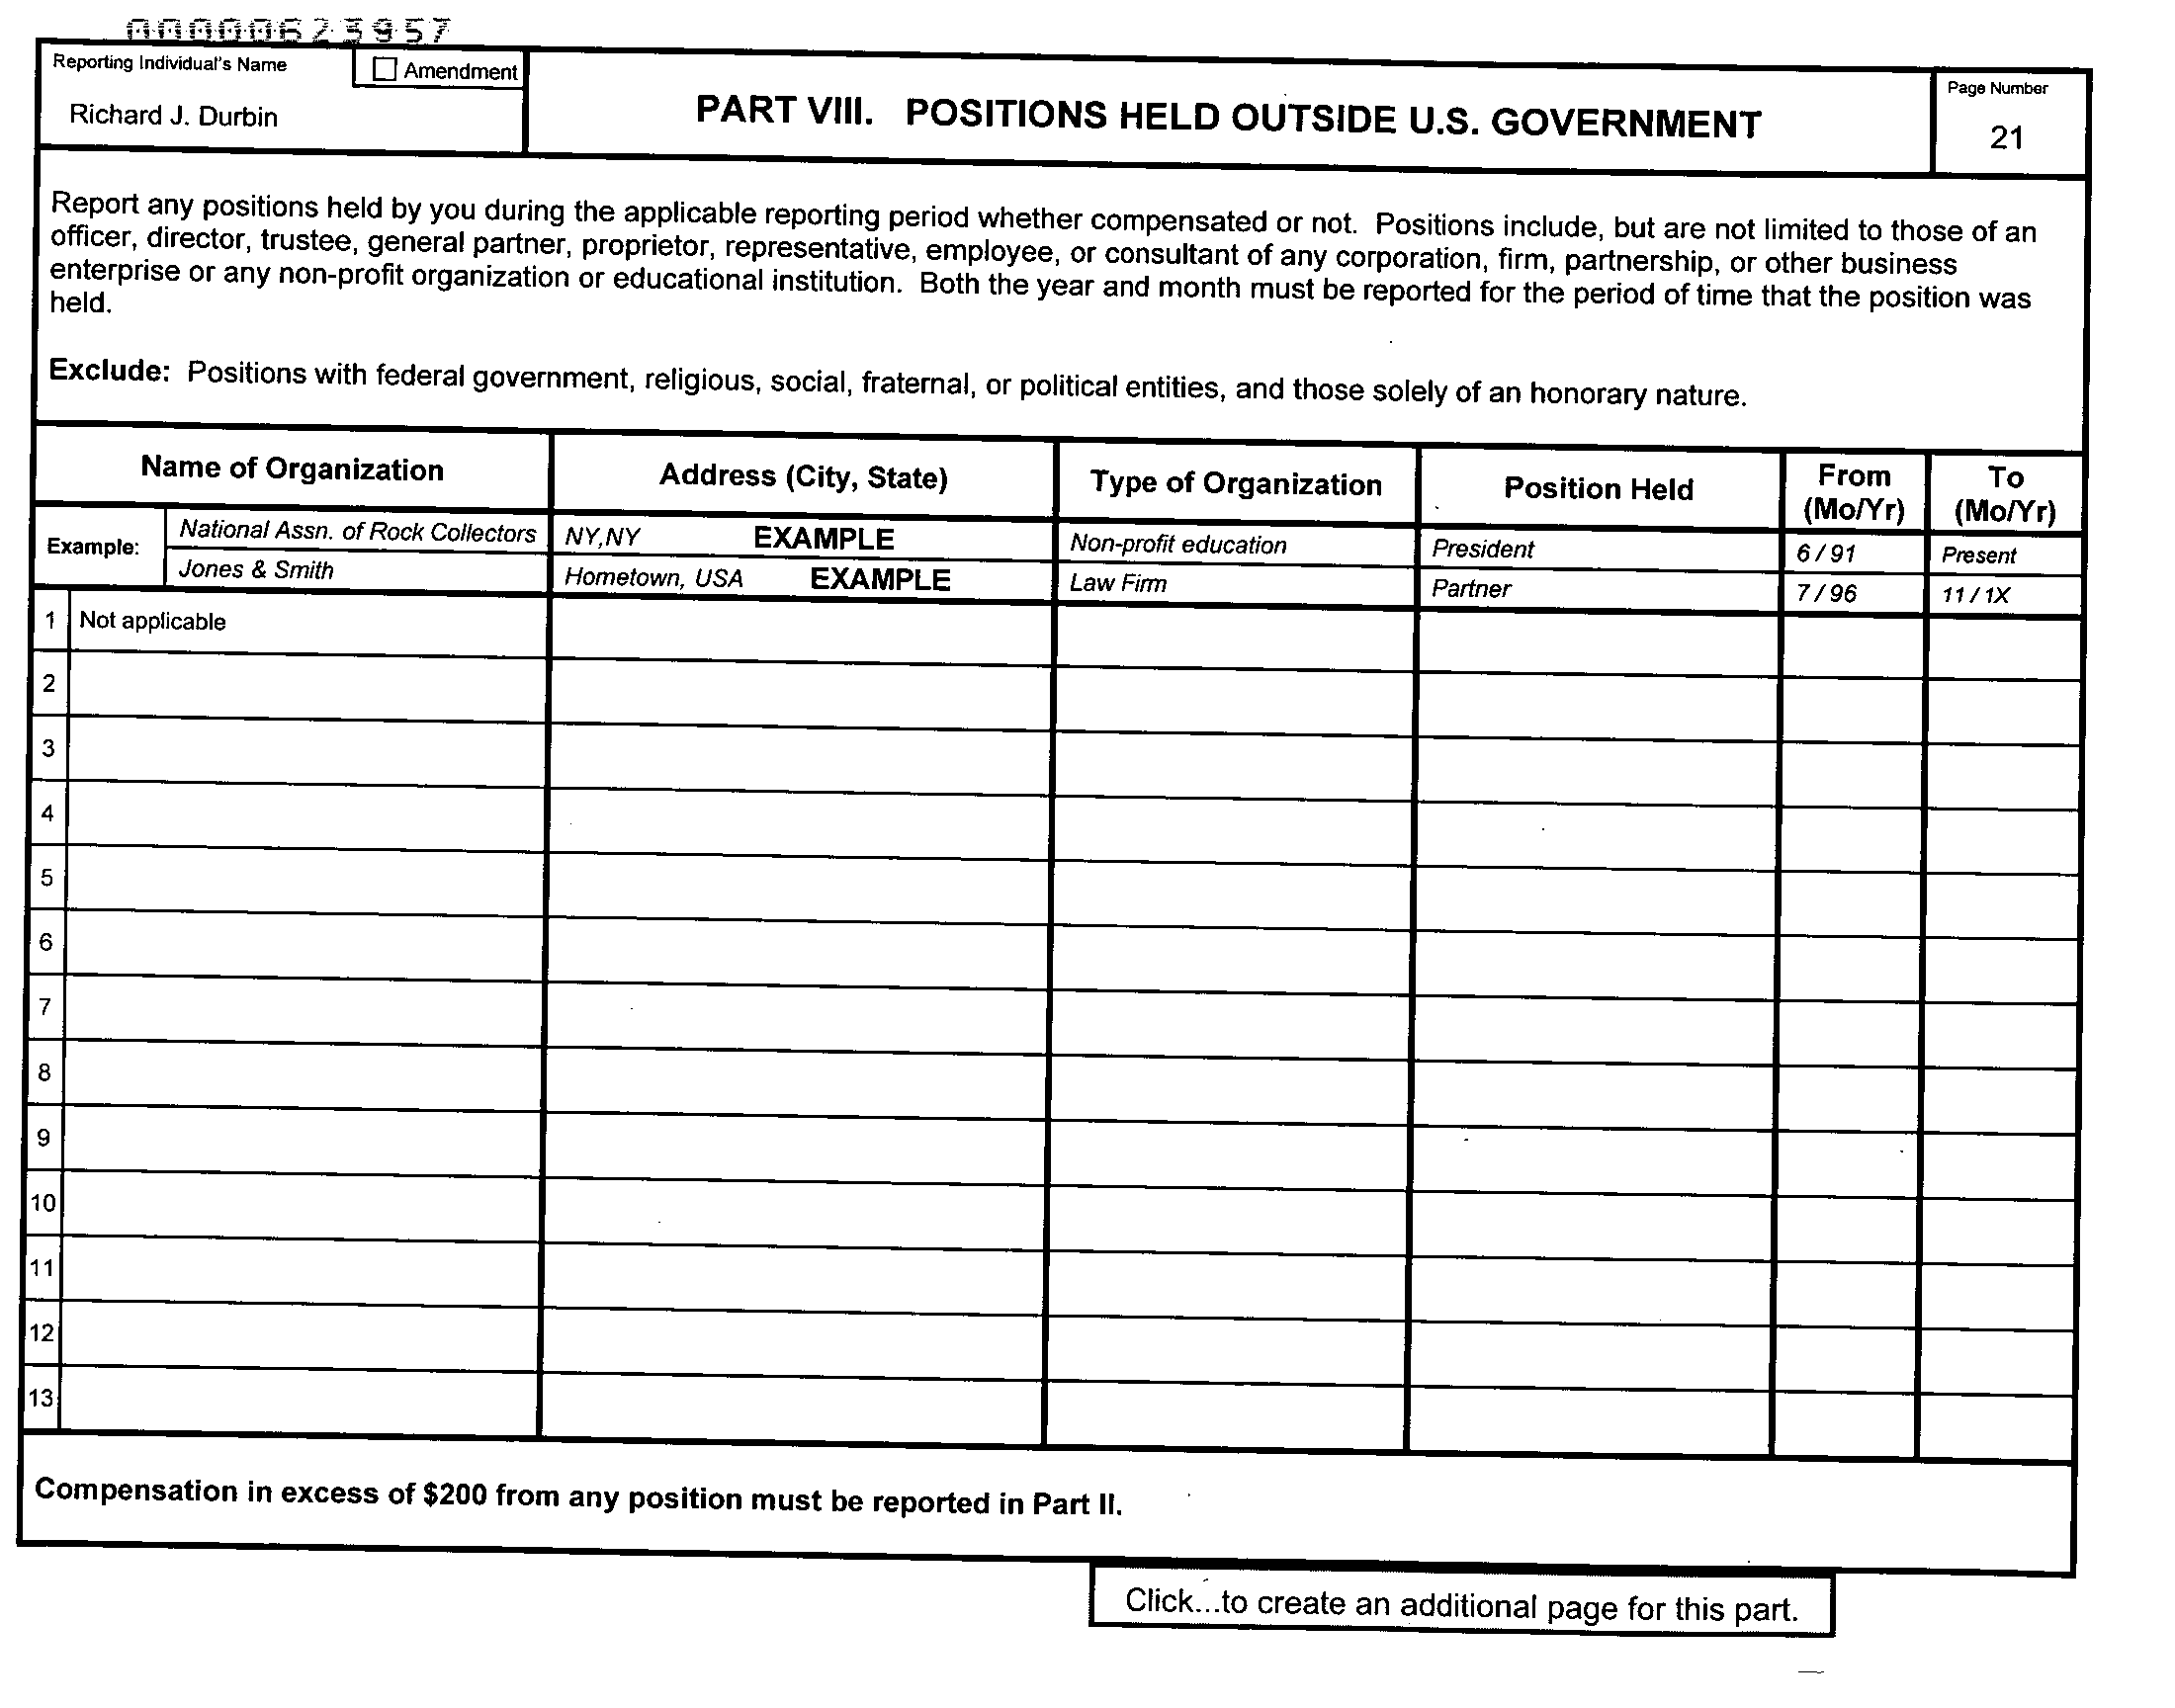 000000623957
Reporting Individual's Name
Amendment
Richard J. Durbin
PART VIII. POSITIONS HELD OUTSIDE U.S. GOVERNMENT
Page Number
21
Report any positions held by you during the applicable reporting period whether compensated or not. Positions include, but are not limited to those of an
officer, director, trustee, general partner, proprietor, representative, employee, or consultant of any corporation, firm, partnership, or other business
enterprise or any non-profit organization or educational institution. Both the year and month must be reported for the period of time that the position was
held.
Exclude: Positions with federal government, religious, social, fraternal, or political entities, and those solely of an honorary nature.
Name of Organization Address (City, State) Type of Organization Position Held From (Mo/Yr) To (Mo/Yr)
Example: National Assn. of Rock Collectors NY,NY EXAMPLE Non-profit education President 6 / 91 Present
Jones & Smith Hometown, USA EXAMPLE Law Firm Partner 7 / 96 11 / 1X
1 Not applicable
2
3
4
5
6
7
8
9
10
11
12
13
Compensation in excess of $200 from any position must be reported in Part II.
Click...to create an additional page for this part.